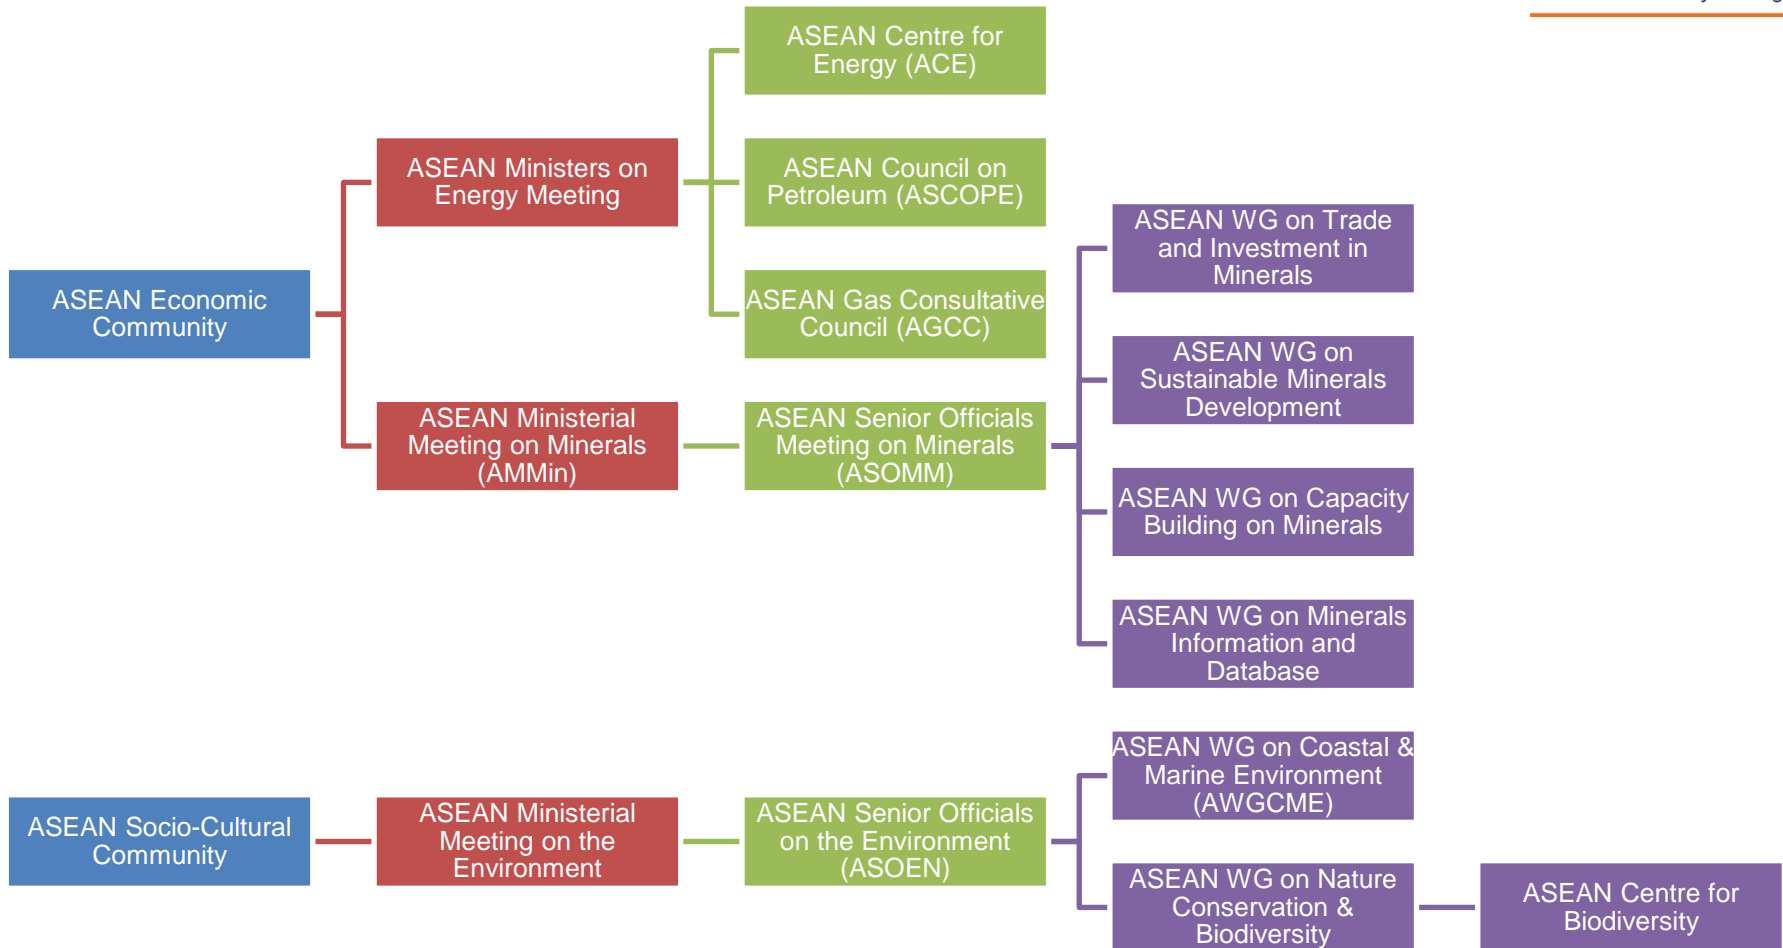 ASEAN Centre for
Energy (ACE)
ASEAN Ministers on
Energy Meeting
ASEAN Council on
Petroleum (ASCOPE)
ASEAN WG on Trade
and Investment in
Minerals
ASEAN Economic
Community
ASEAN Gas Consultative
Council (AGCC)
ASEAN WG on
Sustainable Minerals
Development
ASEAN Ministerial
Meeting on Minerals
(AMMin)
ASEAN Senior Officials
Meeting on Minerals
(ASOMM)
ASEAN WG on Capacity
Building on Minerals
ASEAN WG on Minerals
Information and
Database
ASEAN WG on Coastal &
Marine Environment
(AWGCME)
ASEAN Socio-Cultural
Community
ASEAN Ministerial
Meeting on the
Environment
ASEAN Senior Officials
on the Environment
(ASOEN)
ASEAN WG on Nature
Conservation &
Biodiversity
ASEAN Centre for
Biodiversity